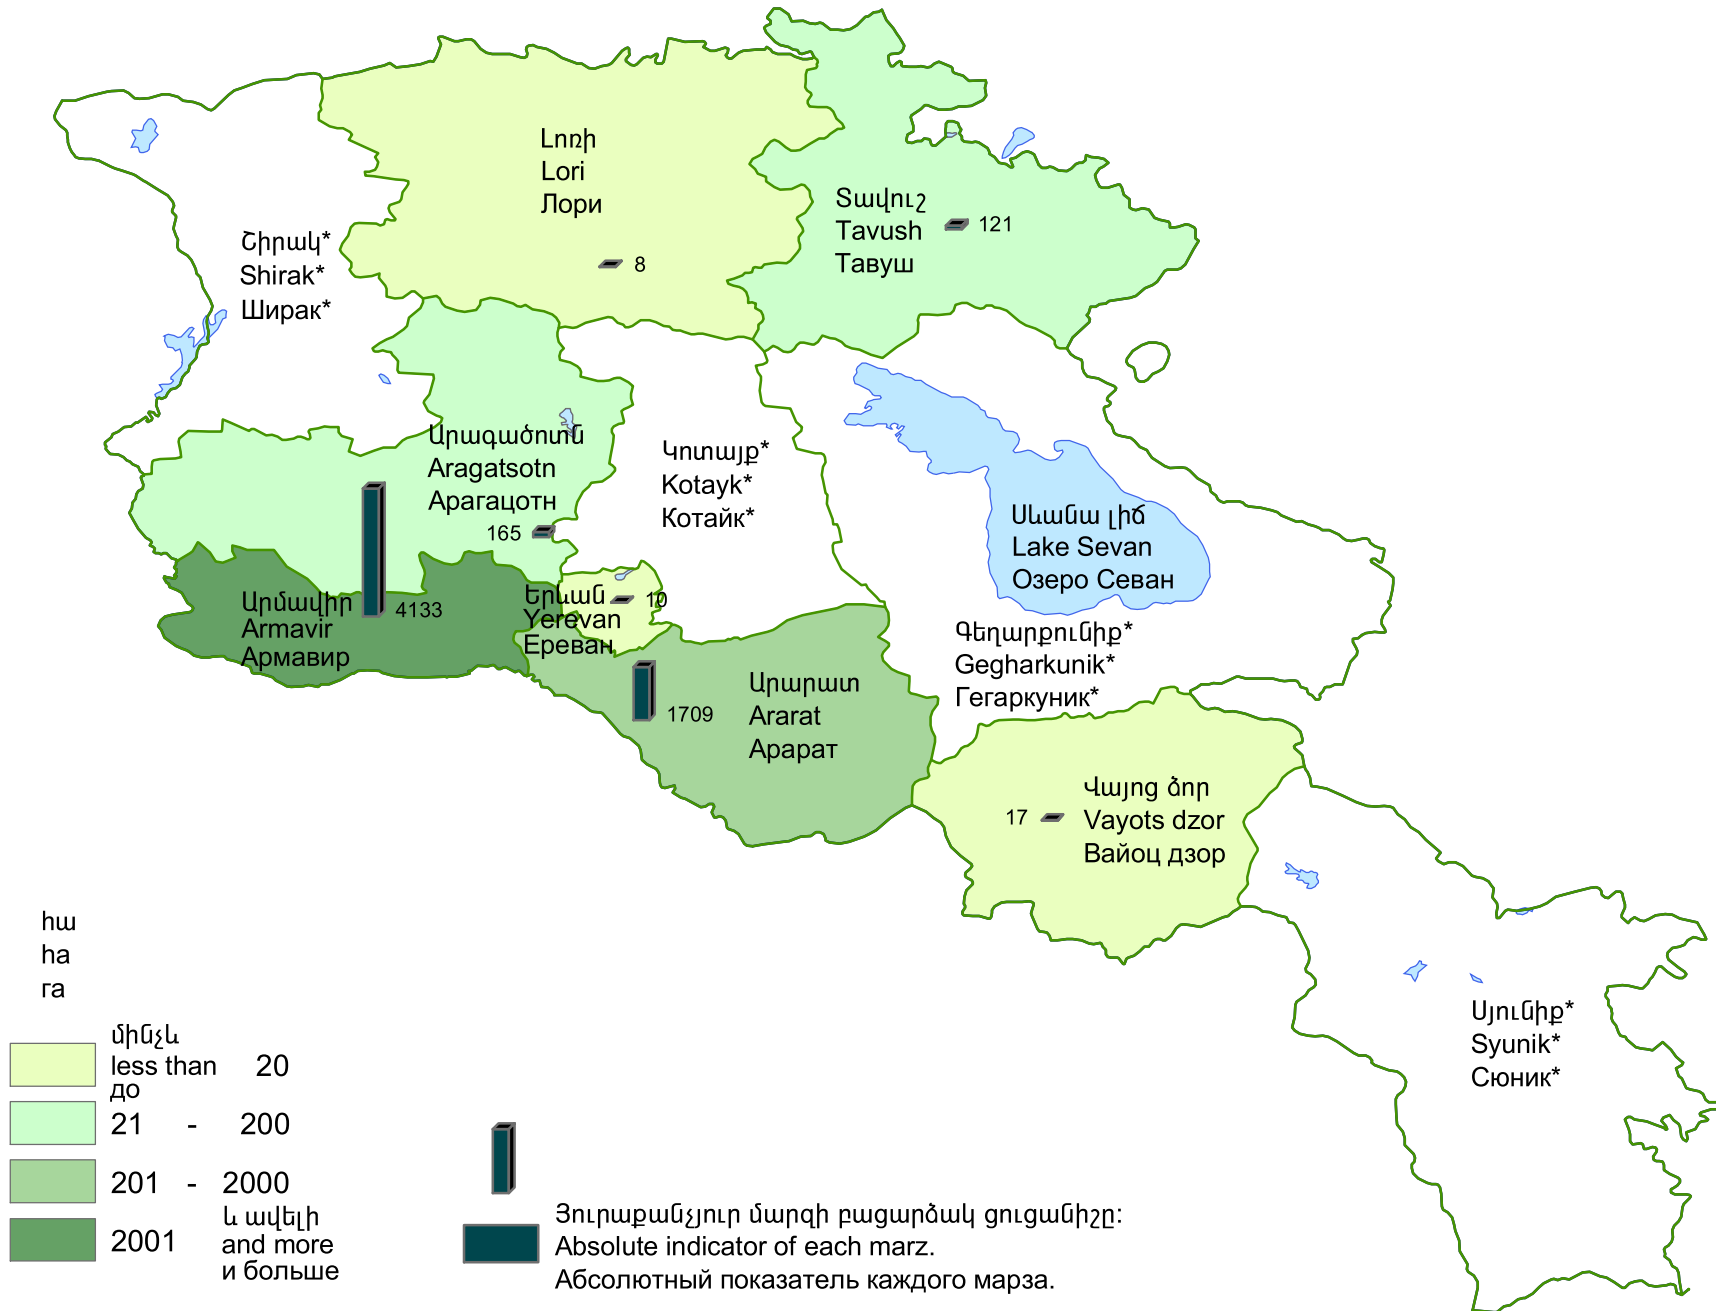 Լոռի
Lori
Лори
8
Տավուշ
Tavush
Тавуш
121
Շիրակ*
Shirak*
Ширак*
Արագածոտն
Aragatsotn
Арагацотн
165
Կոտայք*
Kotayk*
Котайк*
Սևանա լիճ
Lake Sevan
Озеро Севан
Արմավիր
Armavir
Армавир
4133
Երևան
Yerevan
Ереван
10
Գեղարքունիք*
Gegharkunik*
Гегаркуник*
Արարատ
Ararat
Арарат
1709
Վայոց ձոր
Vayots dzor
Вайоц дзор
17
Սյունիք*
Syunik*
Сюник*
հա
ha
га
մինչև
less than 20
до
21 - 200
201 - 2000
և ավելի
2001 and more
и больше
Յուրաքանչյուր մարզի բացարձակ ցուցանիշը:
Absolute indicator of each marz.
Абсолютный показатель каждого марза.